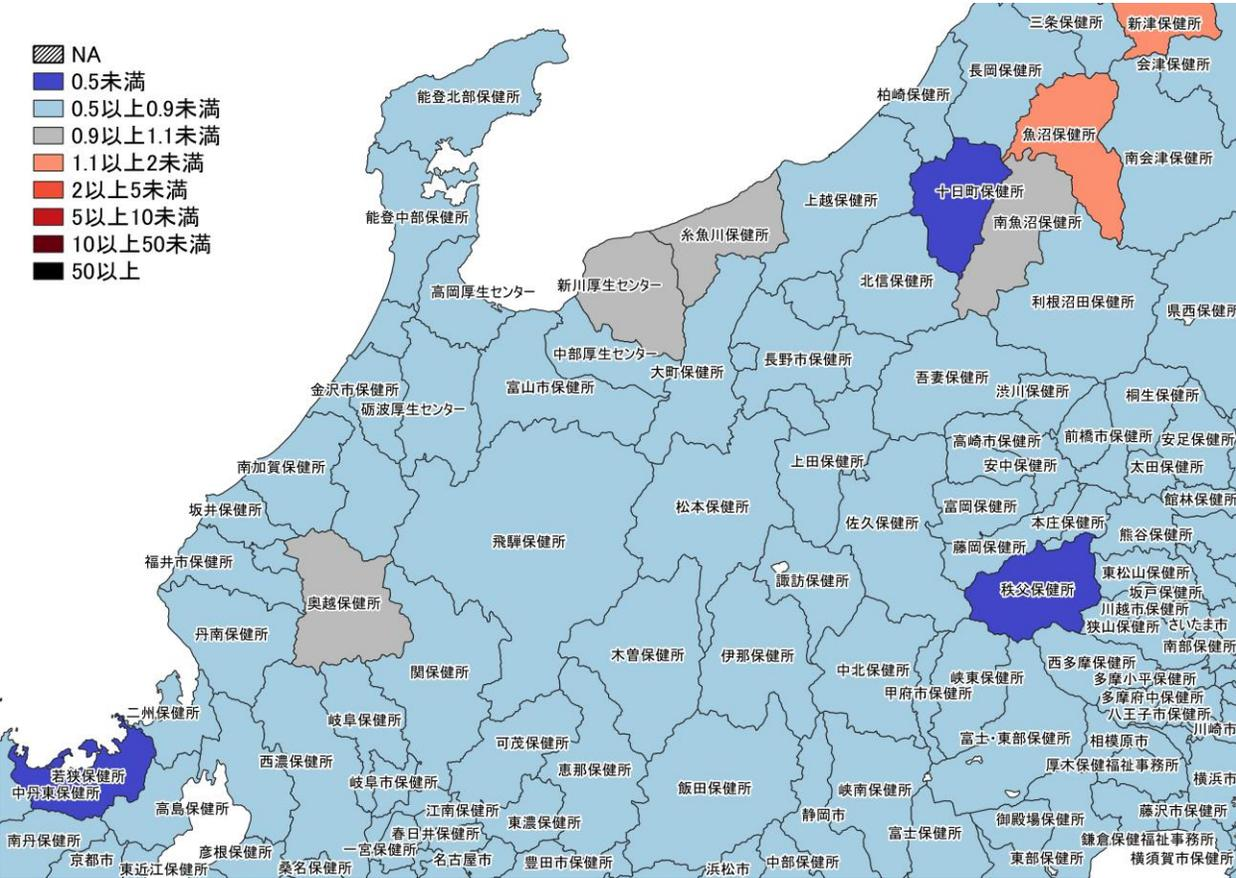 NA
0.5未満
0.5以上0.9未満
0.9以上1.1未満
1.1以上2未満
2以上5未満
5以上10未満
10以上50未満
50以上
三条保健所
新津保健所
会津保健所
長岡保健所
柏崎保健所
能登北部保健所
魚沼保健所
南会津保健所
十日町保健所
上越保健所
南魚沼保健所
能登中部保健所
糸魚川保健所
北信保健所
新川厚生センター
高岡厚生センター
利根沼田保健所
県西保健所
中部厚生センター
長野市保健所
大町保健所
吾妻保健所
渋川保健所
金沢市保健所
富山市保健所
桐生保健所
砺波厚生センター
高崎市保健所
前橋市保健所
安足保健所
南加賀保健所
上田保健所
安中保健所
太田保健所
館林保健所
坂井保健所
松本保健所
佐久保健所
富岡保健所
本庄保健所
熊谷保健所
飛騨保健所
藤岡保健所
福井市保健所
諏訪保健所
東松山保健所
秩父保健所
坂戸保健所
奥越保健所
川越市保健所
狭山保健所
さいたま市
丹南保健所
南部保健所
木曽保健所
伊那保健所
西多摩保健所
関保健所
中北保健所
峡東保健所
多摩小平保健所
甲府市保健所
多摩府中保健所
二州保健所
岐阜保健所
八王子市保健所
川崎市
可茂保健所
富士・東部保健所
相模原市
西濃保健所
恵那保健所
厚木保健福祉事務所
若狭保健所
岐阜市保健所
横浜市
中丹東保健所
飯田保健所
峡南保健所
高島保健所
江南保健所
静岡市
藤沢市保健所
東濃保健所
御殿場保健所
春日井保健所
富士保健所
南丹保健所
鎌倉保健福祉事務所
一宮保健所
彦根保健所
京都市
名古屋市
豊田市保健所
中部保健所
東部保健所
横須賀市保健所
東近江保健所
桑名保健所
浜松市